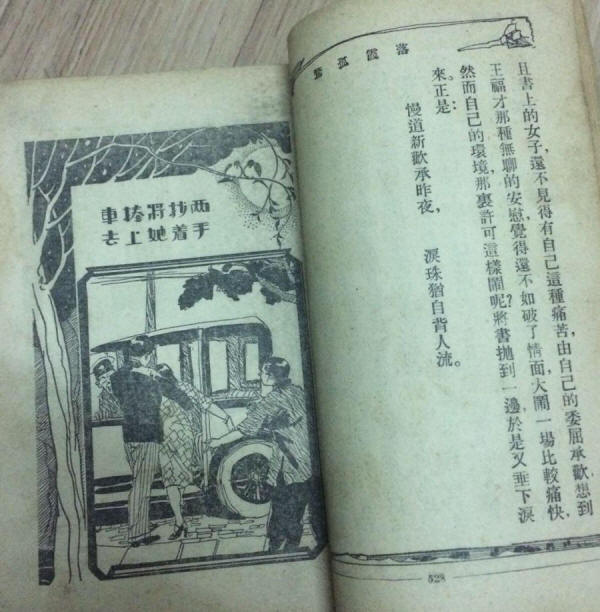 落霞孤鶩
且書上的女子，還不見得有自己這種痛苦，由自己的委屈承歡，想到
王福才那種無聊的安慰，覺得還不如破了情面，大鬧一場，比較痛快，
然而自己的環境，那裏許可這樣鬧呢？將書拋到一邊，於是又垂下淚
來。正是：
慢道新歡承昨夜，　淚珠猶自背人流。
528
兩手
扶着
將她
捧上
車去